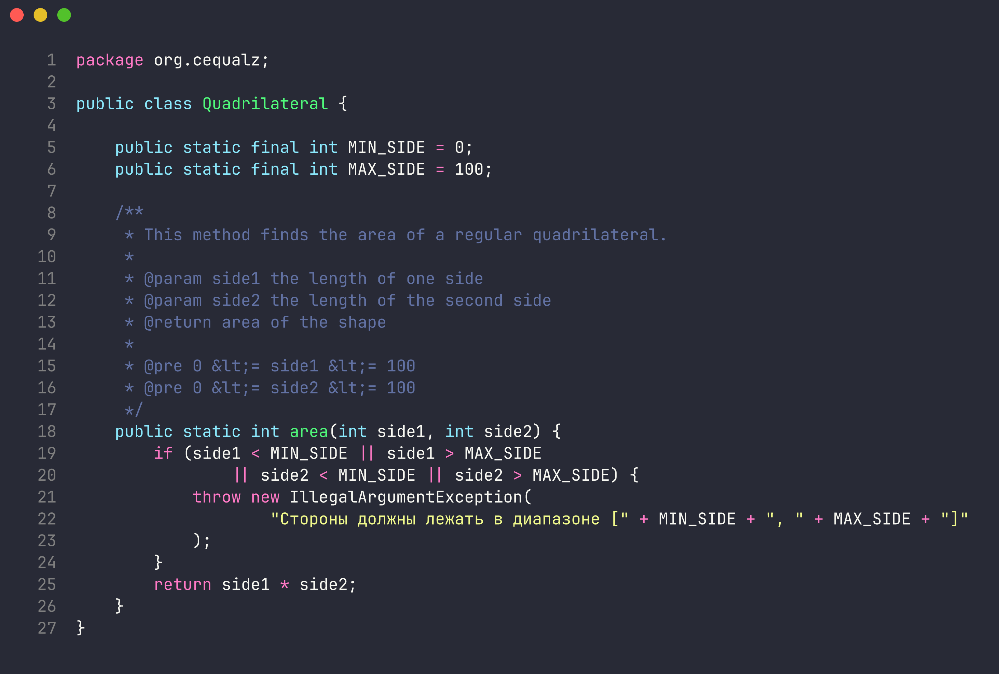 1 package org.cequalz;
2
3 public class Quadrilateral {
4
5     public static final int MIN_SIDE = 0;
6     public static final int MAX_SIDE = 100;
7
8     /**
9      * This method finds the area of a regular quadrilateral.
10      *
11      * @param side1 the length of one side
12      * @param side2 the length of the second side
13      * @return area of the shape
14      *
15      * @pre 0 &lt;= side1 &lt;= 100
16      * @pre 0 &lt;= side2 &lt;= 100
17      */
18     public static int area(int side1, int side2) {
19         if (side1 < MIN_SIDE || side1 > MAX_SIDE
20                 || side2 < MIN_SIDE || side2 > MAX_SIDE) {
21             throw new IllegalArgumentException(
22                     "Стороны должны лежать в диапазоне [" + MIN_SIDE + ", " + MAX_SIDE + "]"
23             );
24         }
25         return side1 * side2;
26     }
27 }